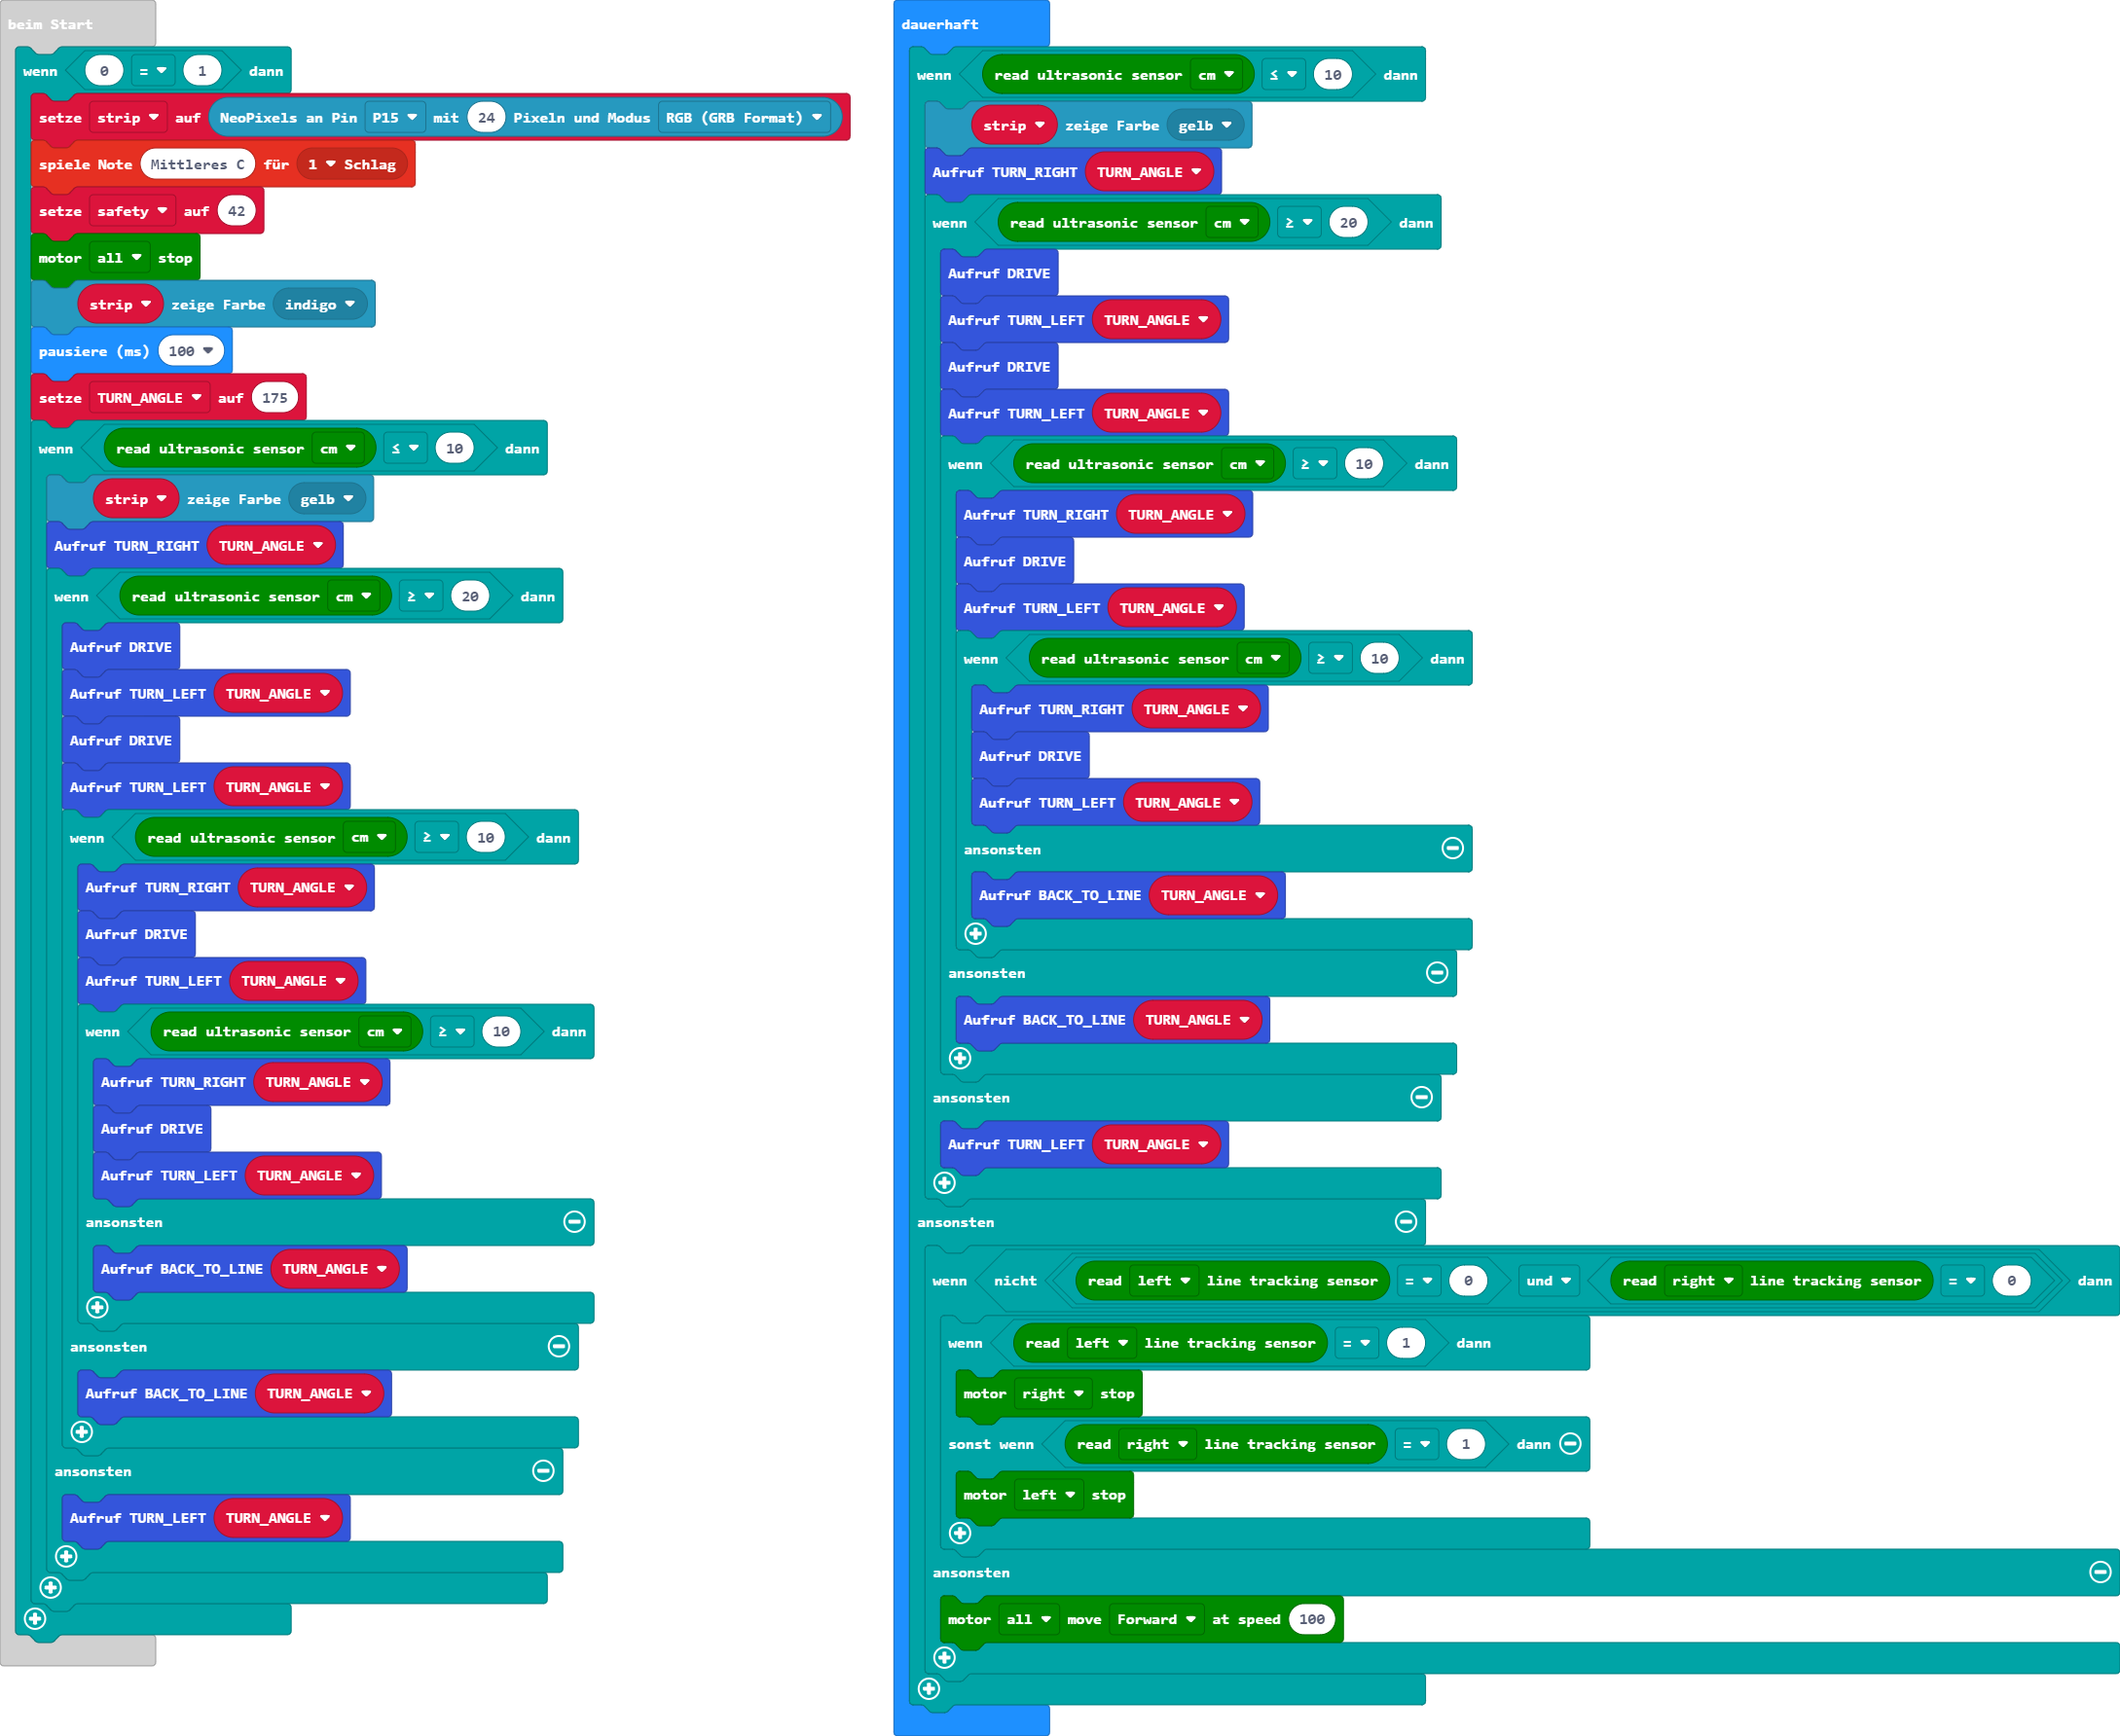 beim Start
wenn 0 = 1 dann
setze strip auf NeoPixels an Pin P15 mit 24 Pixeln und Modus RGB (GRB Format)
spiele Note Mittleres C für 1 Schlag
setze safety auf 42
motor all stop
strip zeige Farbe indigo
pausiere (ms) 100
setze TURN_ANGLE auf 175
wenn read ultrasonic sensor cm ≤ 10 dann
strip zeige Farbe gelb
Aufruf TURN_RIGHT TURN_ANGLE
wenn read ultrasonic sensor cm ≥ 20 dann
Aufruf DRIVE
Aufruf TURN_LEFT TURN_ANGLE
Aufruf DRIVE
Aufruf TURN_LEFT TURN_ANGLE
wenn read ultrasonic sensor cm ≥ 10 dann
Aufruf TURN_RIGHT TURN_ANGLE
Aufruf DRIVE
Aufruf TURN_LEFT TURN_ANGLE
wenn read ultrasonic sensor cm ≥ 10 dann
Aufruf TURN_RIGHT TURN_ANGLE
Aufruf DRIVE
Aufruf TURN_LEFT TURN_ANGLE
ansonsten
Aufruf BACK_TO_LINE TURN_ANGLE
ansonsten
Aufruf BACK_TO_LINE TURN_ANGLE
ansonsten
Aufruf TURN_LEFT TURN_ANGLE
dauerhaft
wenn read ultrasonic sensor cm ≤ 10 dann
strip zeige Farbe gelb
Aufruf TURN_RIGHT TURN_ANGLE
wenn read ultrasonic sensor cm ≥ 20 dann
Aufruf DRIVE
Aufruf TURN_LEFT TURN_ANGLE
Aufruf DRIVE
Aufruf TURN_LEFT TURN_ANGLE
wenn read ultrasonic sensor cm ≥ 10 dann
Aufruf TURN_RIGHT TURN_ANGLE
Aufruf DRIVE
Aufruf TURN_LEFT TURN_ANGLE
wenn read ultrasonic sensor cm ≥ 10 dann
Aufruf TURN_RIGHT TURN_ANGLE
Aufruf DRIVE
Aufruf TURN_LEFT TURN_ANGLE
ansonsten
Aufruf BACK_TO_LINE TURN_ANGLE
ansonsten
Aufruf BACK_TO_LINE TURN_ANGLE
ansonsten
Aufruf TURN_LEFT TURN_ANGLE
ansonsten
wenn nicht read left line tracking sensor = 0 und read right line tracking sensor = 0 dann
wenn read left line tracking sensor = 1 dann
motor right stop
sonst wenn read right line tracking sensor = 1 dann
motor left stop
ansonsten
motor all move Forward at speed 100